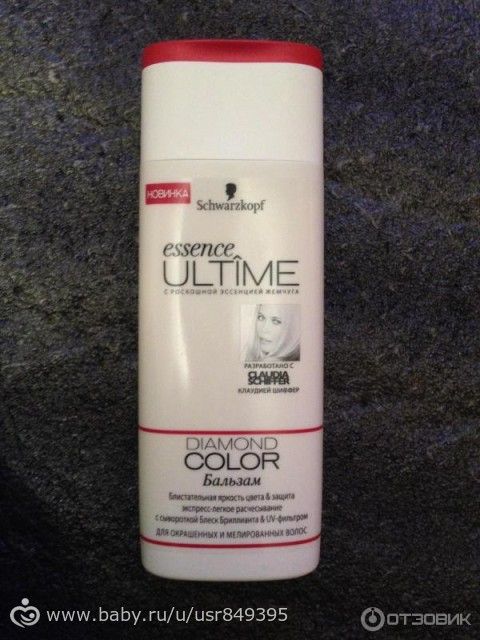 НОВИНКА
Schwarzkopf
essence
ULTÎME
С РОСКОШНОЙ ЭССЕНЦИЕЙ ЖЕМЧУГА
РАЗРАБОТАНО С
CLAUDIA
SCHIFFER
КЛАУДИЕЙ ШИФФЕР
DIAMOND
COLOR
Бальзам
Блистательная яркость цвета & защита
экспресс-легкое расчесывание
с сывороткой Блеск Бриллианта & UV-фильтром
ДЛЯ ОКРАШЕННЫХ И МЕЛИРОВАННЫХ ВОЛОС
www.baby.ru/u/usr849395
ОТЗОВИК